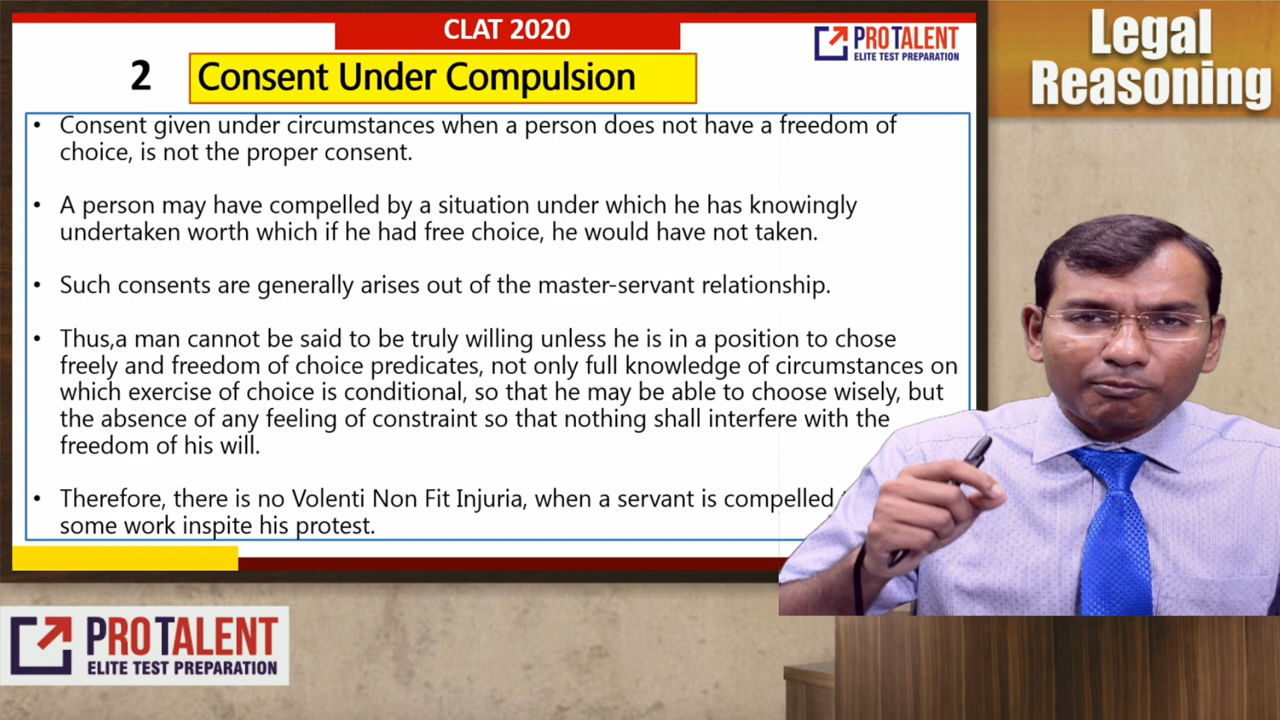 CLAT 2020
PROTALENT
ELITE TEST PREPARATION
Legal
Reasoning
2 Consent Under Compulsion
• Consent given under circumstances when a person does not have a freedom of
choice, is not the proper consent.
• A person may have compelled by a situation under which he has knowingly
undertaken worth which if he had free choice, he would have not taken.
• Such consents are generally arises out of the master-servant relationship.
• Thus,a man cannot be said to be truly willing unless he is in a position to chose
freely and freedom of choice predicates, not only full knowledge of circumstances on
which exercise of choice is conditional, so that he may be able to choose wisely, but
the absence of any feeling of constraint so that nothing shall interfere with the
freedom of his will.
• Therefore, there is no Volenti Non Fit Injuria, when a servant is compelled
some work inspite his protest.
PROTALENT
ELITE TEST PREPARATION